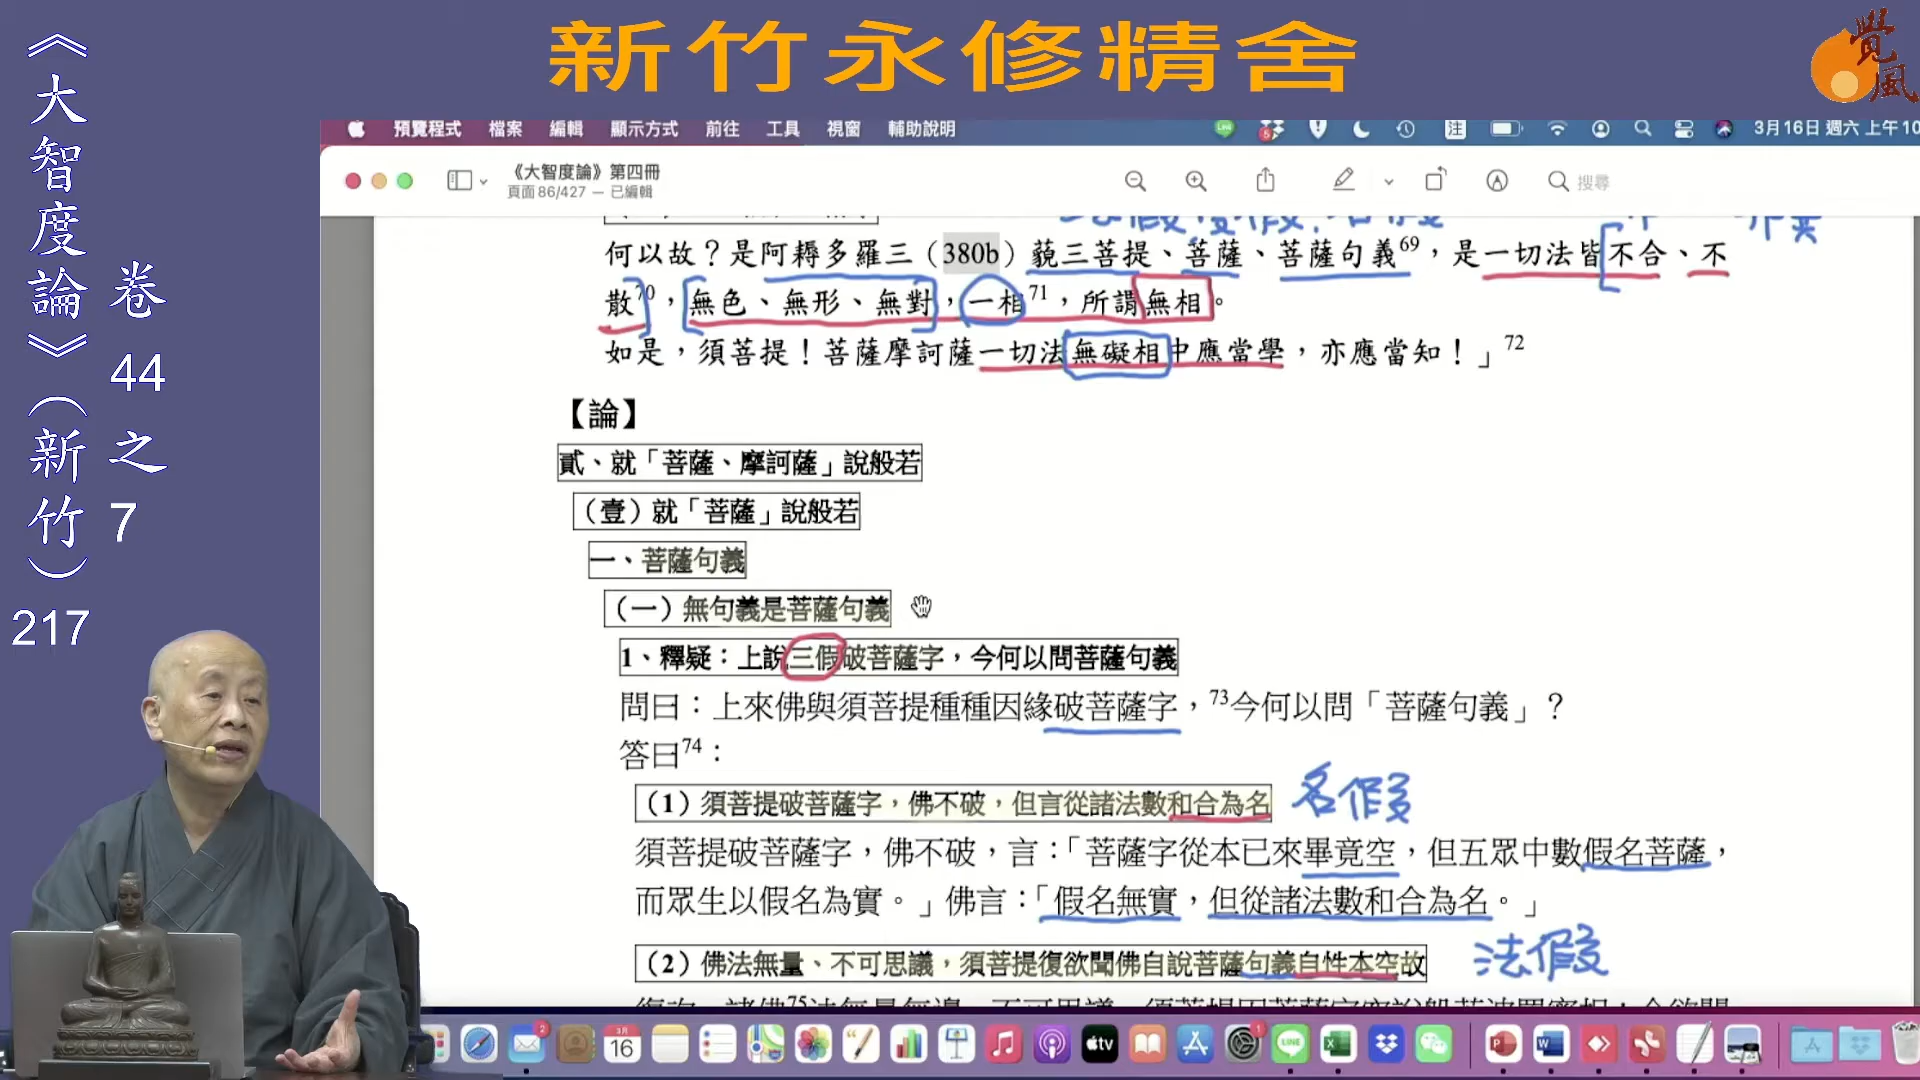 新竹永修精舍
覺風
《大智度論》(新竹)
217
卷44之7
預覽程式 檔案 編輯 顯示方式 前往 工具 視窗 輔助說明
注 3月16日 週六 上午10
《大智度論》第四冊
頁面 86/427 — 已編輯
搜尋
何以故?是阿耨多羅三(380b)藐三菩提、菩薩、菩薩句義69,是一切法皆不合、不
散70,無色、無形、無對,一相71,所謂無相。
如是,須菩提!菩薩摩訶薩一切法無礙相中應當學,亦應當知!」72
【論】
貳、就「菩薩、摩訶薩」說般若
(壹)就「菩薩」說般若
一、菩薩句義
(一)無句義是菩薩句義
1、釋疑:上說三假破菩薩字,今何以問菩薩句義
問曰:上來佛與須菩提種種因緣破菩薩字,73今何以問「菩薩句義」?
答曰74:
(1)須菩提破菩薩字,佛不破,但言從諸法數和合為名 名假
須菩提破菩薩字,佛不破,言:「菩薩字從本已來畢竟空,但五眾中數假名菩薩,
而眾生以假名為實。」佛言:「假名無實,但從諸法數和合為名。」
(2)佛法無量、不可思議,須菩提復欲聞佛自說菩薩句義自性本空故 法假
2
3月
16
tv
LINE
1